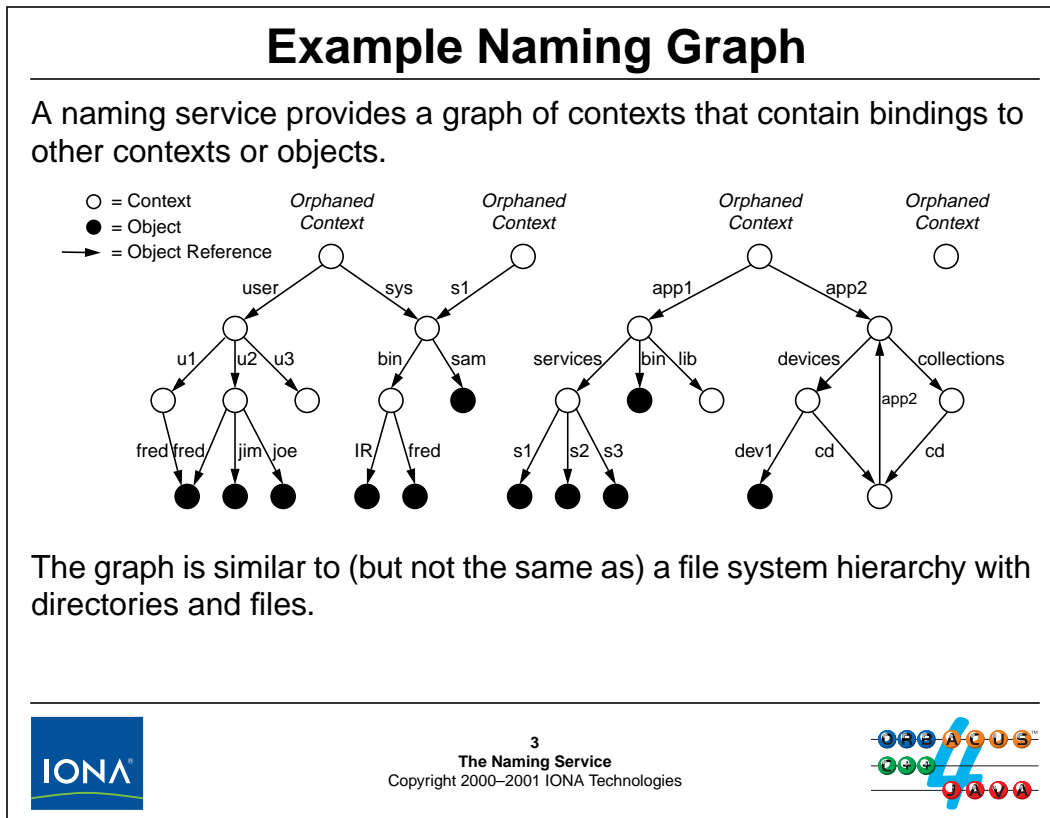 Example Naming Graph
A naming service provides a graph of contexts that contain bindings to
other contexts or objects.
= Context
= Object
= Object Reference
Orphaned
Context
Orphaned
Context
Orphaned
Context
Orphaned
Context
user sys s1 app1 app2
u1 u2 u3 bin sam services bin lib devices collections
app2
fred fred jim joe IR fred s1 s2 s3 dev1 cd cd
The graph is similar to (but not the same as) a file system hierarchy with
directories and files.
IONA®
3
The Naming Service
Copyright 2000–2001 IONA Technologies
ORBACUS™
C++
4
JAVA